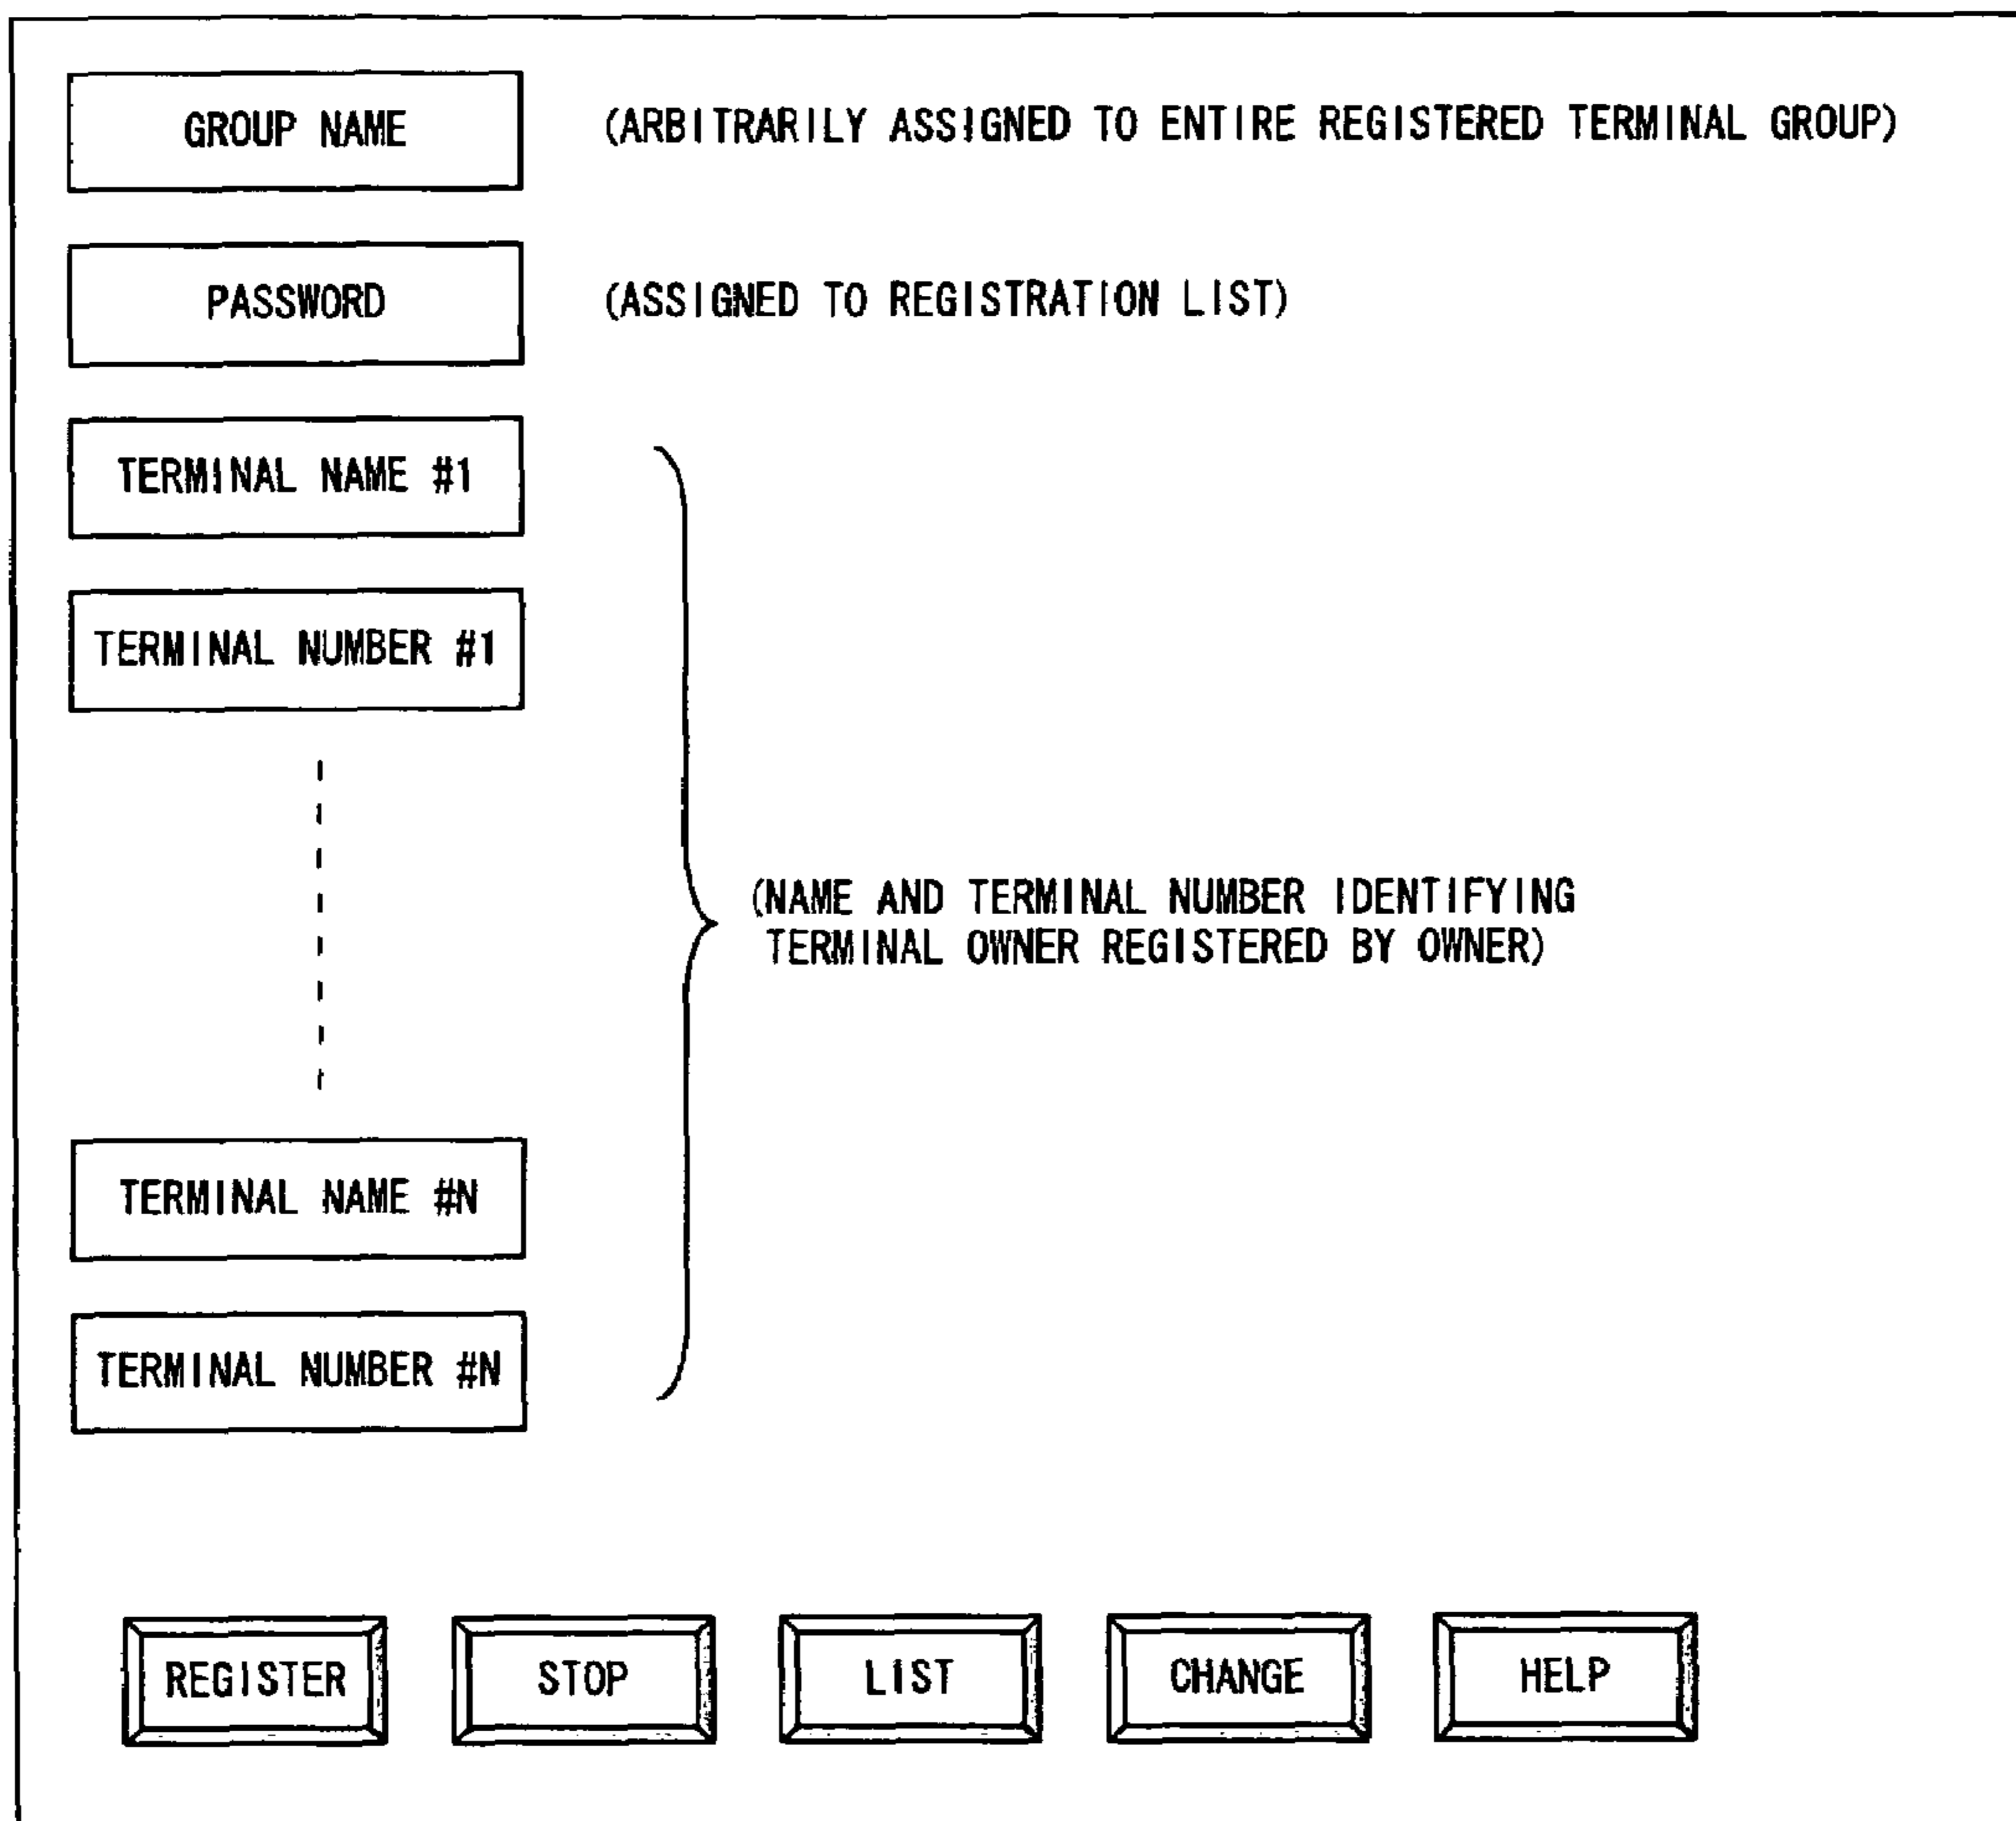 GROUP NAME (ARBITRARILY ASSIGNED TO ENTIRE REGISTERED TERMINAL GROUP)
PASSWORD (ASSIGNED TO REGISTRATION LIST)
TERMINAL NAME #1
TERMINAL NUMBER #1
(NAME AND TERMINAL NUMBER IDENTIFYING
TERMINAL OWNER REGISTERED BY OWNER)
TERMINAL NAME #N
TERMINAL NUMBER #N
REGISTER STOP LIST CHANGE HELP